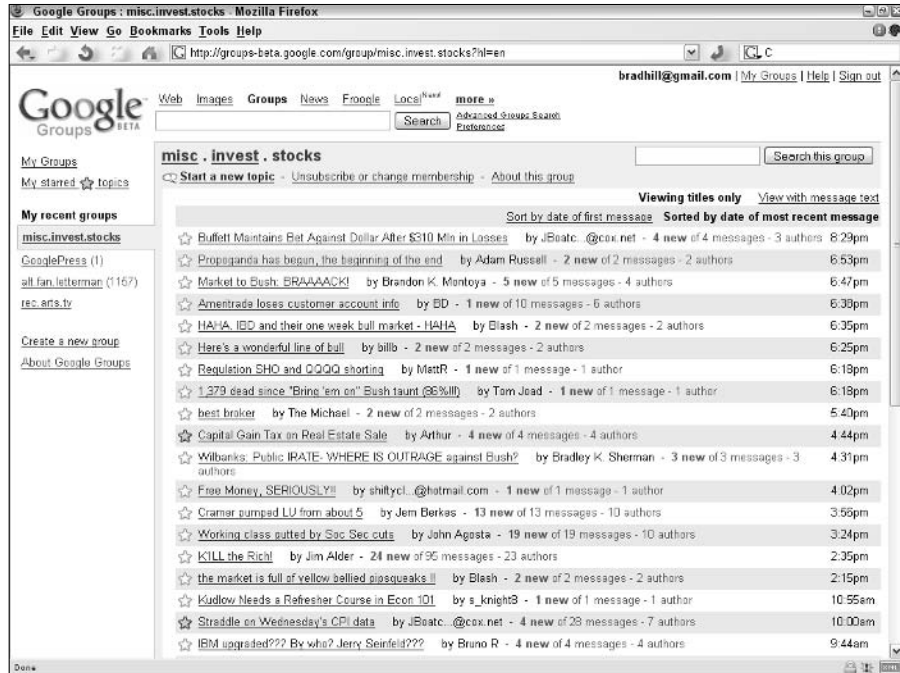 Google Groups : misc.invest.stocks - Mozilla Firefox
File Edit View Go Bookmarks Tools Help
http://groups-beta.google.com/group/misc.invest.stocks?hl=en
bradhill@gmail.com | My Groups | Help | Sign out
Google Groups BETA
Web Images Groups News Froogle Local New! more »
Search Advanced Groups Search
Preferences
My Groups
My starred topics
My recent groups
misc.invest.stocks
GooglePress (1)
alt.fan.letterman (1167)
rec.arts.tv
Create a new group
About Google Groups
misc . invest . stocks Search this group
Start a new topic - Unsubscribe or change membership - About this group
Viewing titles only View with message text
Sort by date of first message Sorted by date of most recent message
Buffett Maintains Bet Against Dollar After $310 Mln in Losses by JBoatc...@cox.net - 4 new of 4 messages - 3 authors 8:29pm
Propoganda has begun, the beginning of the end by Adam Russell - 2 new of 2 messages - 2 authors 6:53pm
Market to Bush: BRAAAACK! by Brandon K. Montoya - 5 new of 5 messages - 4 authors 6:47pm
Ameritrade loses customer account info by BD - 1 new of 10 messages - 6 authors 6:38pm
HAHA. IBD and their one week bull market - HAHA by Blash - 2 new of 2 messages - 2 authors 6:35pm
Here's a wonderful line of bull by billb - 2 new of 2 messages - 2 authors 6:25pm
Regulation SHO and QQQQ shorting by MattR - 1 new of 1 message - 1 author 6:18pm
1,379 dead since "Bring 'em on" Bush taunt (86%!!!) by Tom Joad - 1 new of 1 message - 1 author 6:18pm
best broker by The Michael - 2 new of 2 messages - 2 authors 5:40pm
Capital Gain Tax on Real Estate Sale by Arthur - 4 new of 4 messages - 4 authors 4:44pm
Wilbanks: Public IRATE- WHERE IS OUTRAGE against Bush? by Bradley K. Sherman - 3 new of 3 messages - 3 authors 4:31pm
Free Money, SERIOUSLY!! by shiftycl...@hotmail.com - 1 new of 1 message - 1 author 4:02pm
Cramer pumped LU from about 5 by Jem Berkes - 13 new of 13 messages - 10 authors 3:56pm
Working class gutted by Soc Sec cuts by John Agosta - 19 new of 19 messages - 10 authors 3:24pm
K1LL the Rich! by Jim Alder - 24 new of 95 messages - 23 authors 2:35pm
the market is full of yellow bellied pipsqueaks !! by Blash - 2 new of 2 messages - 2 authors 2:15pm
Kudlow Needs a Refresher Course in Econ 101 by s_knight8 - 1 new of 1 message - 1 author 10:55am
Straddle on Wednesday's CPI data by JBoatc...@cox.net - 4 new of 28 messages - 7 authors 10:00am
IBM upgraded??? By who? Jerry Seinfeld??? by Bruno R - 4 new of 4 messages - 4 authors 9:44am
Done